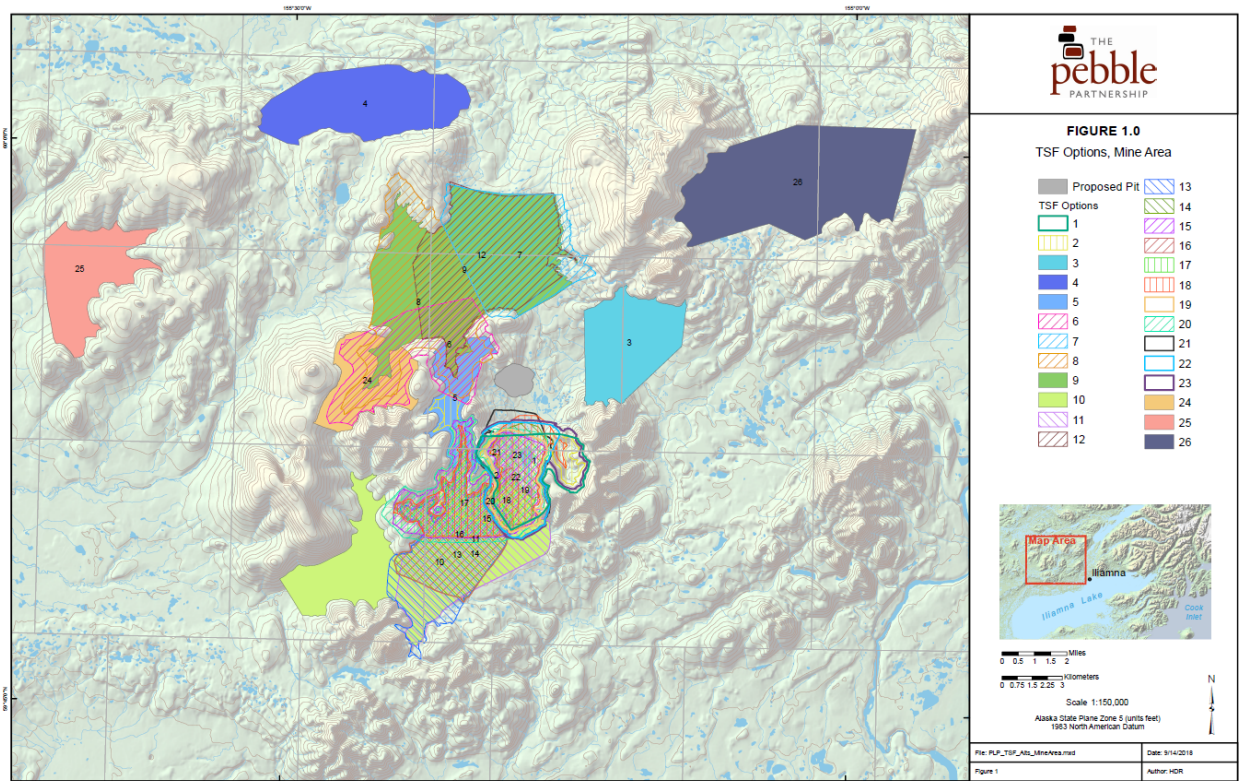 155°30'0"W
155°0'0"W
4
26
25
12
7
9
8
3
6
24
5
21
23
1
2
22
19
20
18
17
15
16
11
13
14
10
THE
pebble
PARTNERSHIP
FIGURE 1.0
TSF Options, Mine Area
Proposed Pit
TSF Options
1
2
3
4
5
6
7
8
9
10
11
12
13
14
15
16
17
18
19
20
21
22
23
24
25
26
Map Area
Iliamna
Iliamna Lake
Cook
Inlet
Miles
0 0.5 1 1.5 2
Kilometers
0 0.75 1.5 2.25 3
N
Scale 1:150,000
Alaska State Plane Zone 5 (units feet)
1983 North American Datum
File: PLP_TSF_Alts_MineArea.mxd
Date: 9/14/2018
Figure 1
Author: HDR